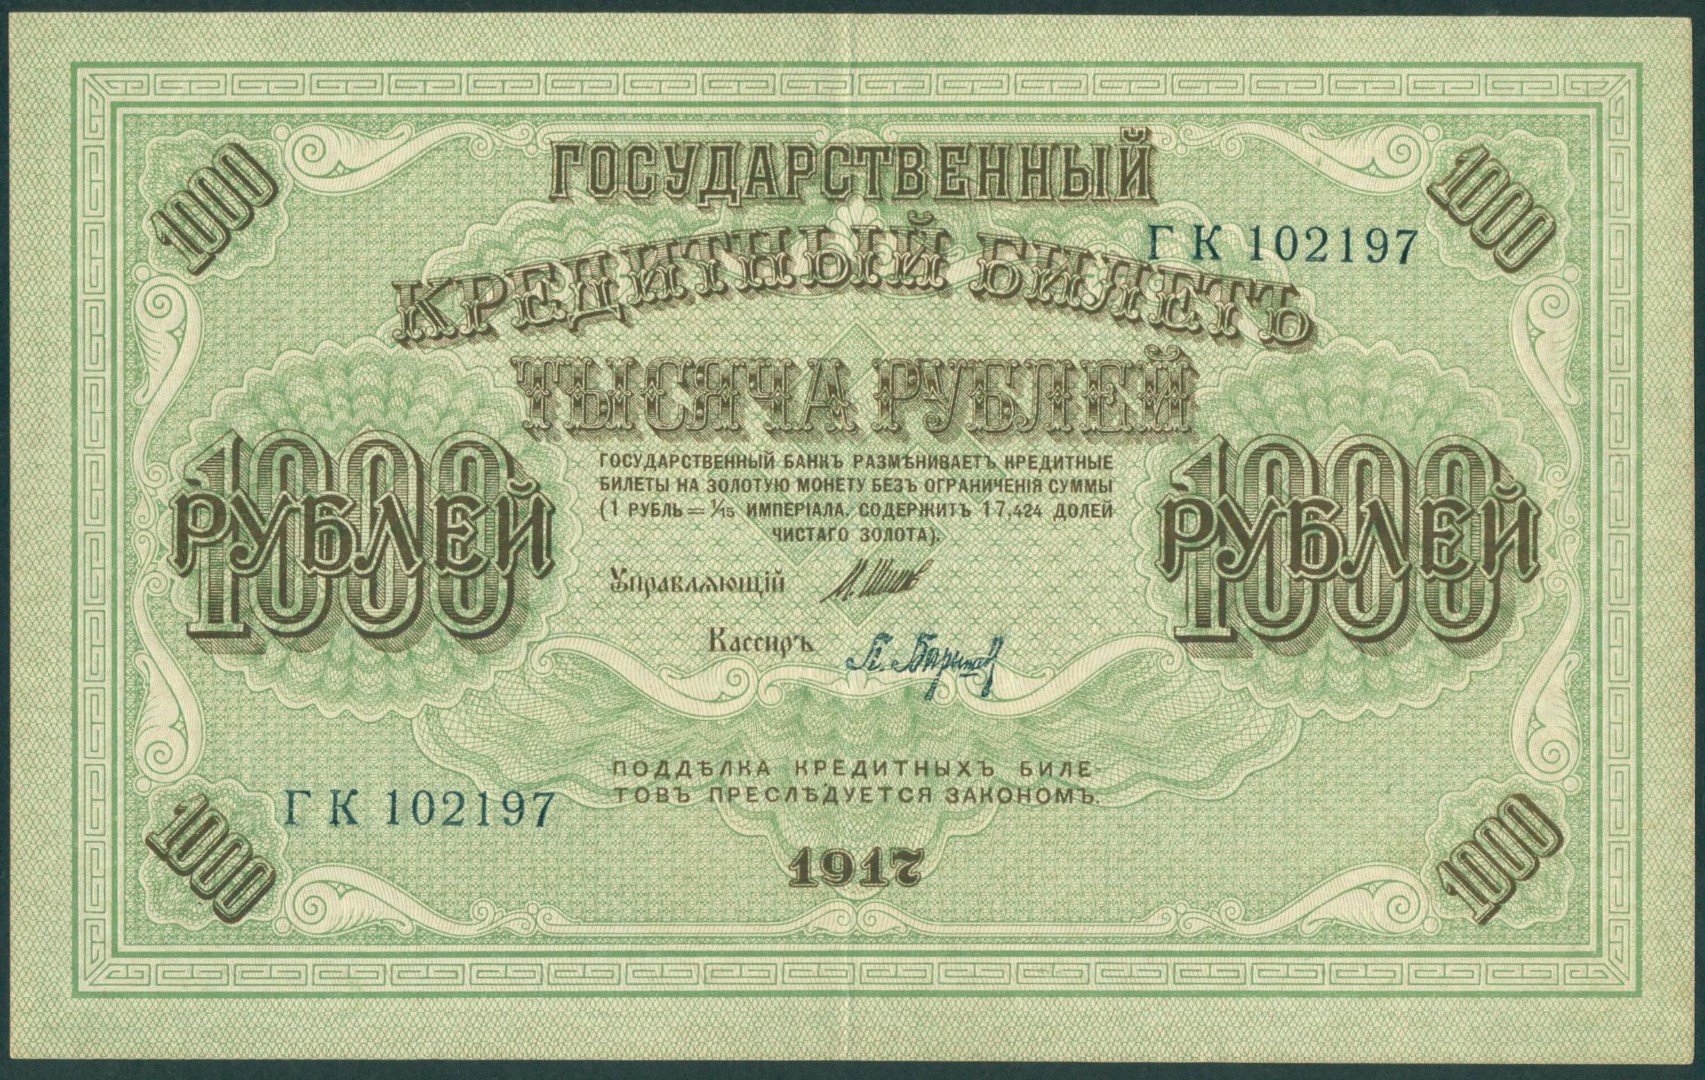 1000
1000
ГОСУДАРСТВЕННЫЙ
ГК 102197
КРЕДИТНЫЙ БИЛЕТЪ
ТЫСЯЧА РУБЛЕЙ
1000
РУБЛЕЙ
1000
РУБЛЕЙ
ГОСУДАРСТВЕННЫЙ БАНКЪ РАЗМѢНИВАЕТЪ КРЕДИТНЫЕ
БИЛЕТЫ НА ЗОЛОТУЮ МОНЕТУ БЕЗЪ ОГРАНИЧЕНІЯ СУММЫ
(1 РУБЛЬ = 1/15 ИМПЕРІАЛА, СОДЕРЖИТЪ 17,424 ДОЛЕЙ
ЧИСТАГО ЗОЛОТА).
Управляющій
Кассиръ
ПОДДѢЛКА КРЕДИТНЫХЪ БИЛЕ-
ТОВЪ ПРЕСЛѢДУЕТСЯ ЗАКОНОМЪ.
ГК 102197
1917
1000
1000